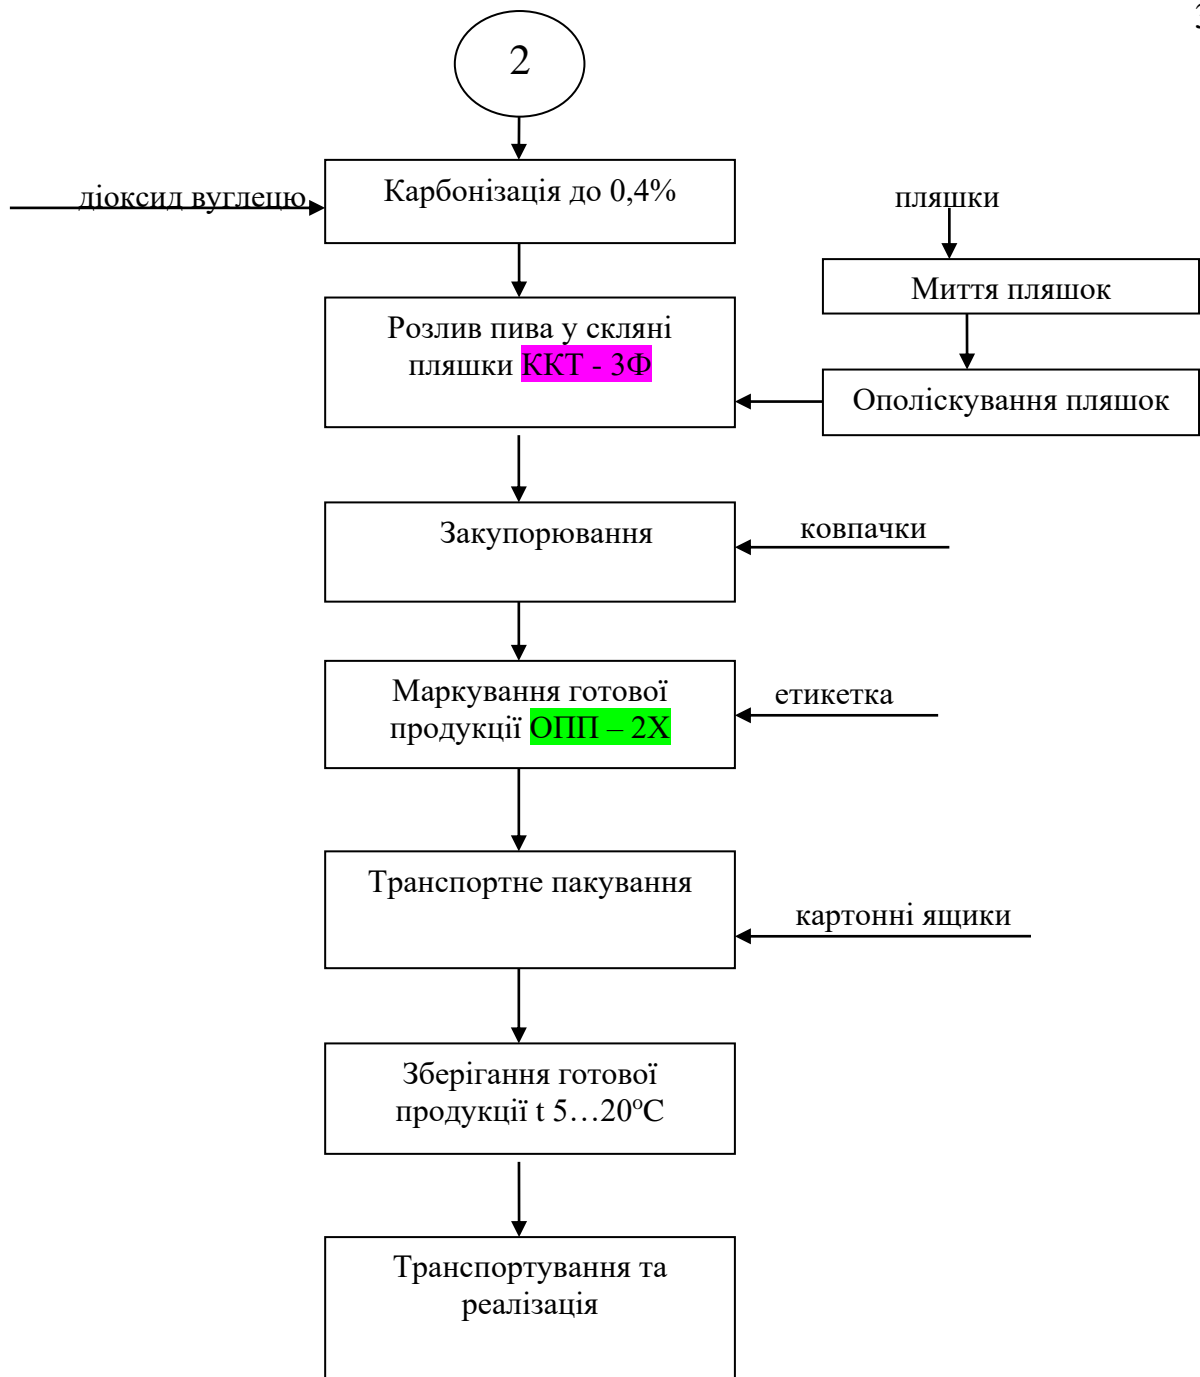 3
2
діоксид вуглецю
Карбонізація до 0,4%
пляшки
Миття пляшок
Розлив пива у скляні
пляшки ККТ - 3Ф
Ополіскування пляшок
Закупорювання
ковпачки
Маркування готової
продукції ОПП – 2Х
етикетка
Транспортне пакування
картонні ящики
Зберігання готової
продукції t 5…20ºС
Транспортування та
реалізація